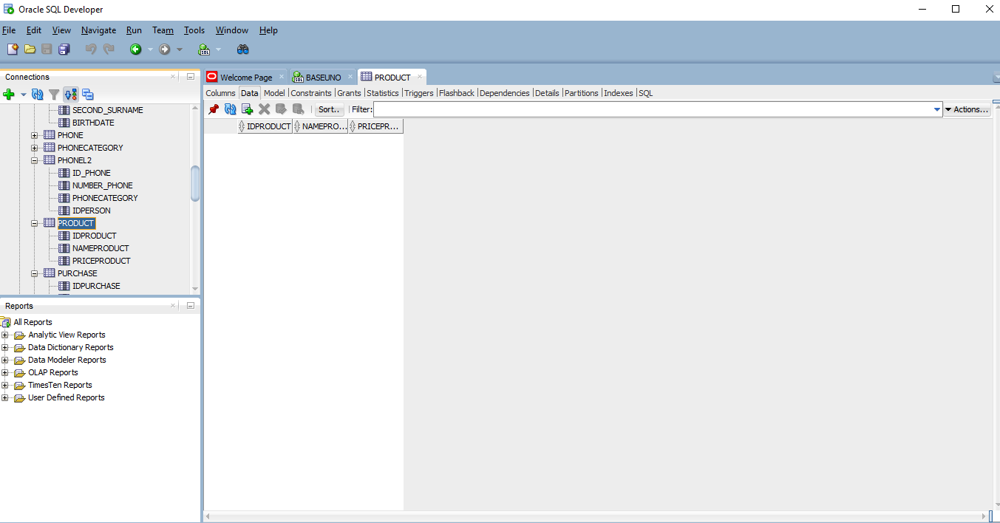 Oracle SQL Developer
File Edit View Navigate Run Team Tools Window Help
Connections
SECOND_SURNAME
BIRTHDATE
PHONE
PHONECATEGORY
PHONEL2
ID_PHONE
NUMBER_PHONE
PHONECATEGORY
IDPERSON
PRODUCT
IDPRODUCT
NAMEPRODUCT
PRICEPRODUCT
PURCHASE
IDPURCHASE
Reports
All Reports
Analytic View Reports
Data Dictionary Reports
Data Modeler Reports
OLAP Reports
TimesTen Reports
User Defined Reports
Welcome Page BASEUNO PRODUCT
Columns Data Model Constraints Grants Statistics Triggers Flashback Dependencies Details Partitions Indexes SQL
Sort.. Filter: Actions...
IDPRODUCT NAMEPRO... PRICEPR...